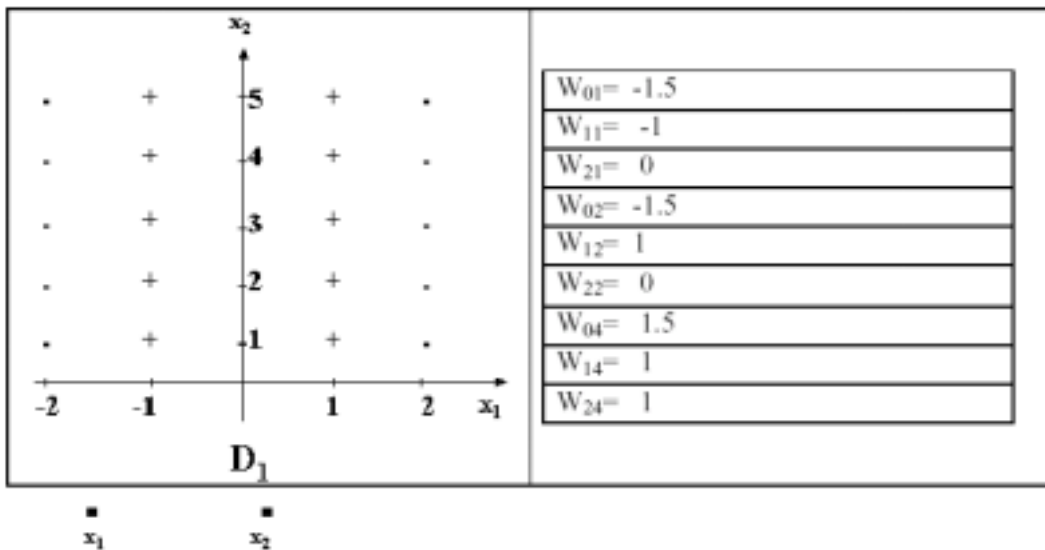 x₂
5
4
3
2
1
-2 -1 1 2 x₁
D₁
W₀₁= -1.5
W₁₁= -1
W₂₁= 0
W₀₂= -1.5
W₁₂= 1
W₂₂= 0
W₀₄= 1.5
W₁₄= 1
W₂₄= 1
x₁ x₂